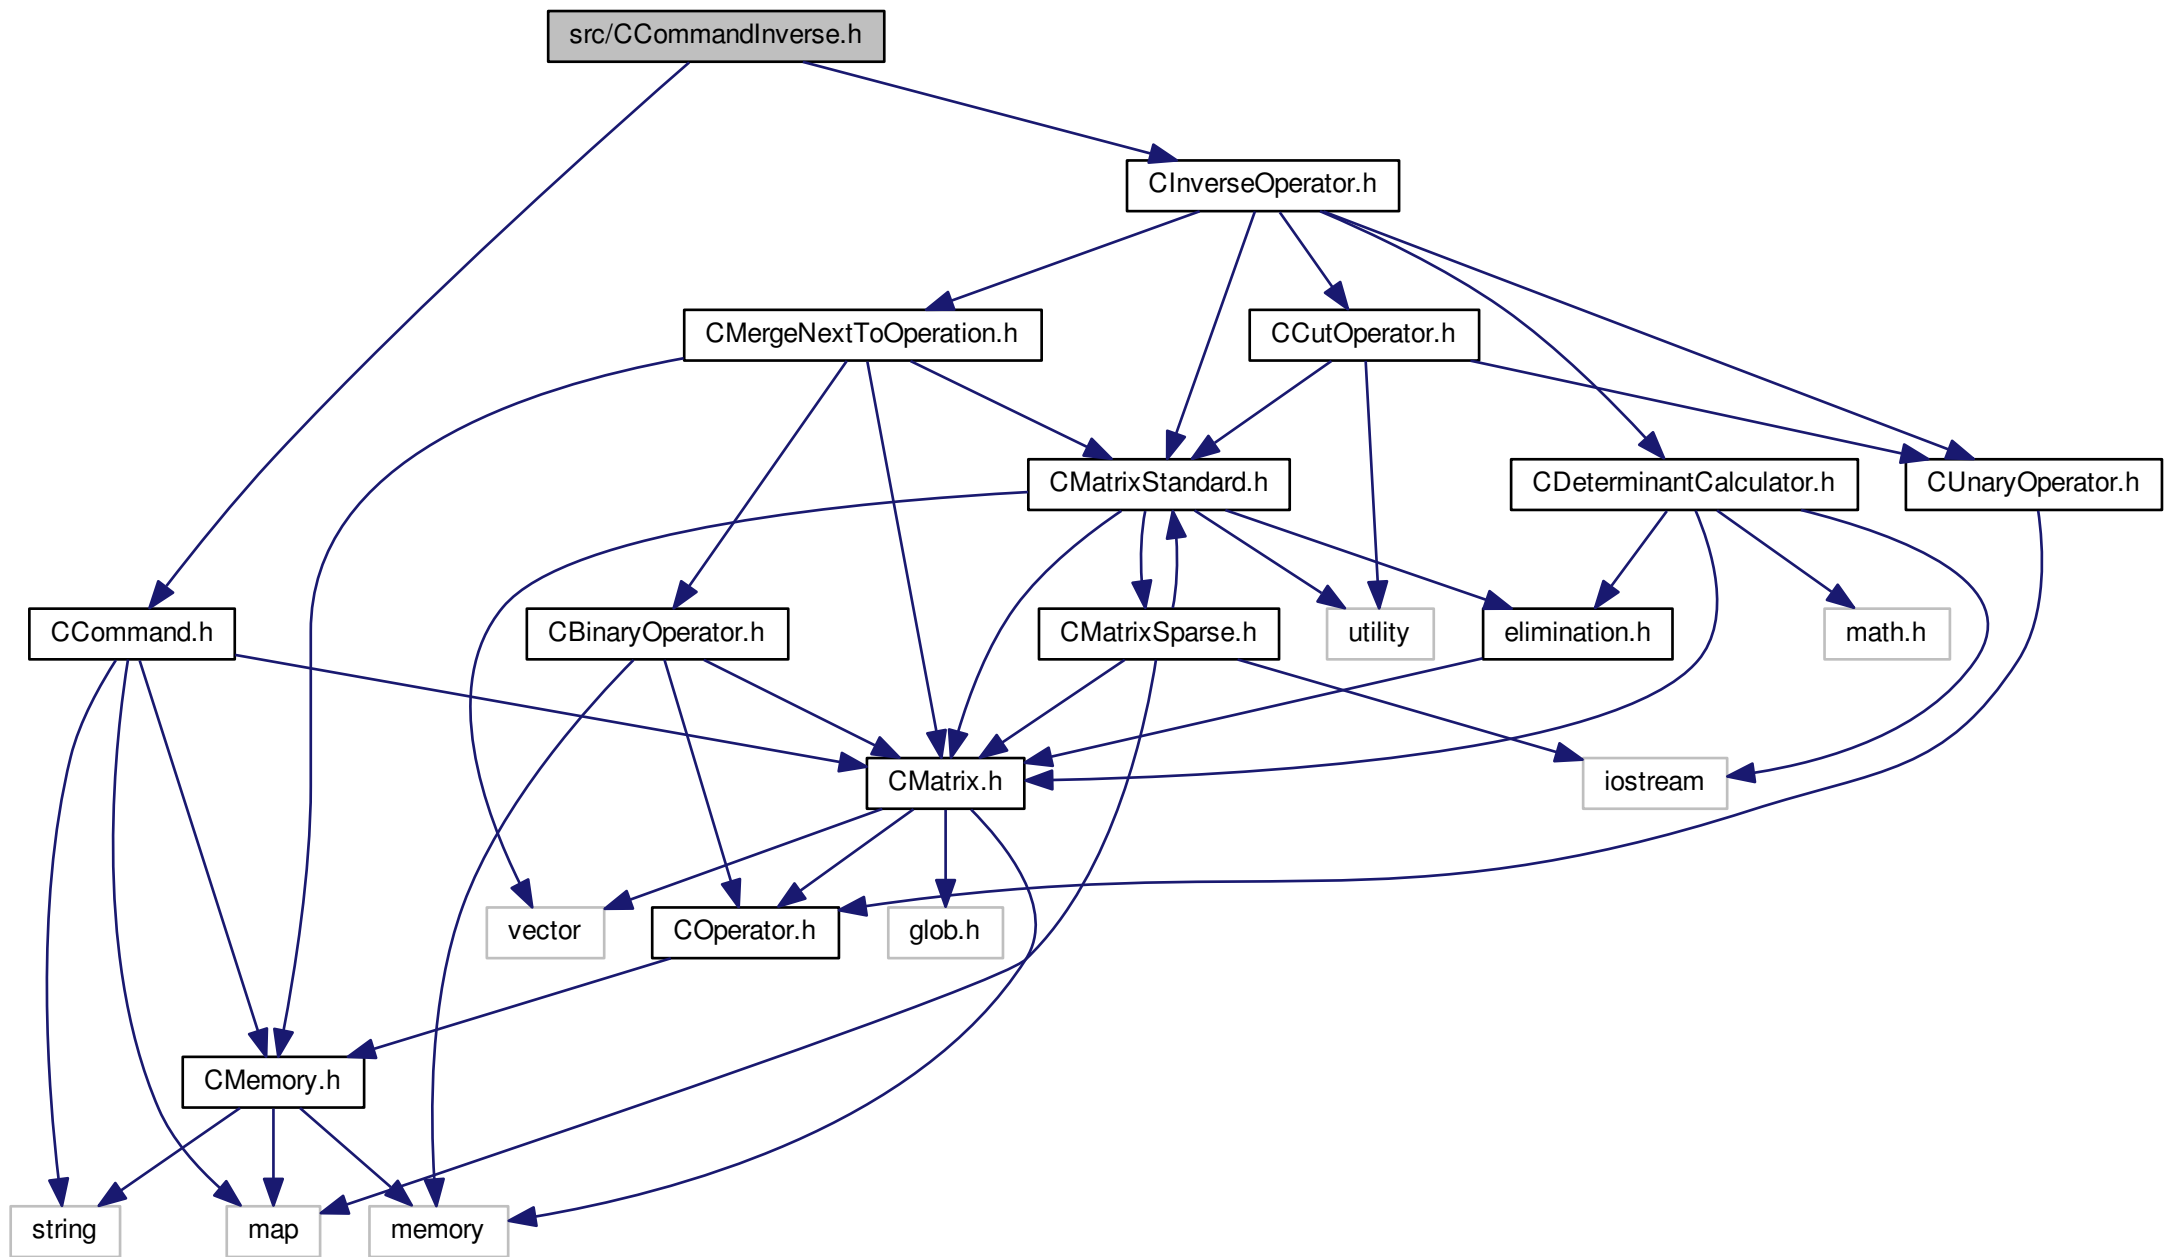 src/CCommandInverse.h
CInverseOperator.h
CMergeNextToOperation.h
CCutOperator.h
CMatrixStandard.h
CDeterminantCalculator.h
CUnaryOperator.h
CCommand.h
CBinaryOperator.h
CMatrixSparse.h
utility
elimination.h
math.h
CMatrix.h
iostream
vector
COperator.h
glob.h
CMemory.h
string
map
memory